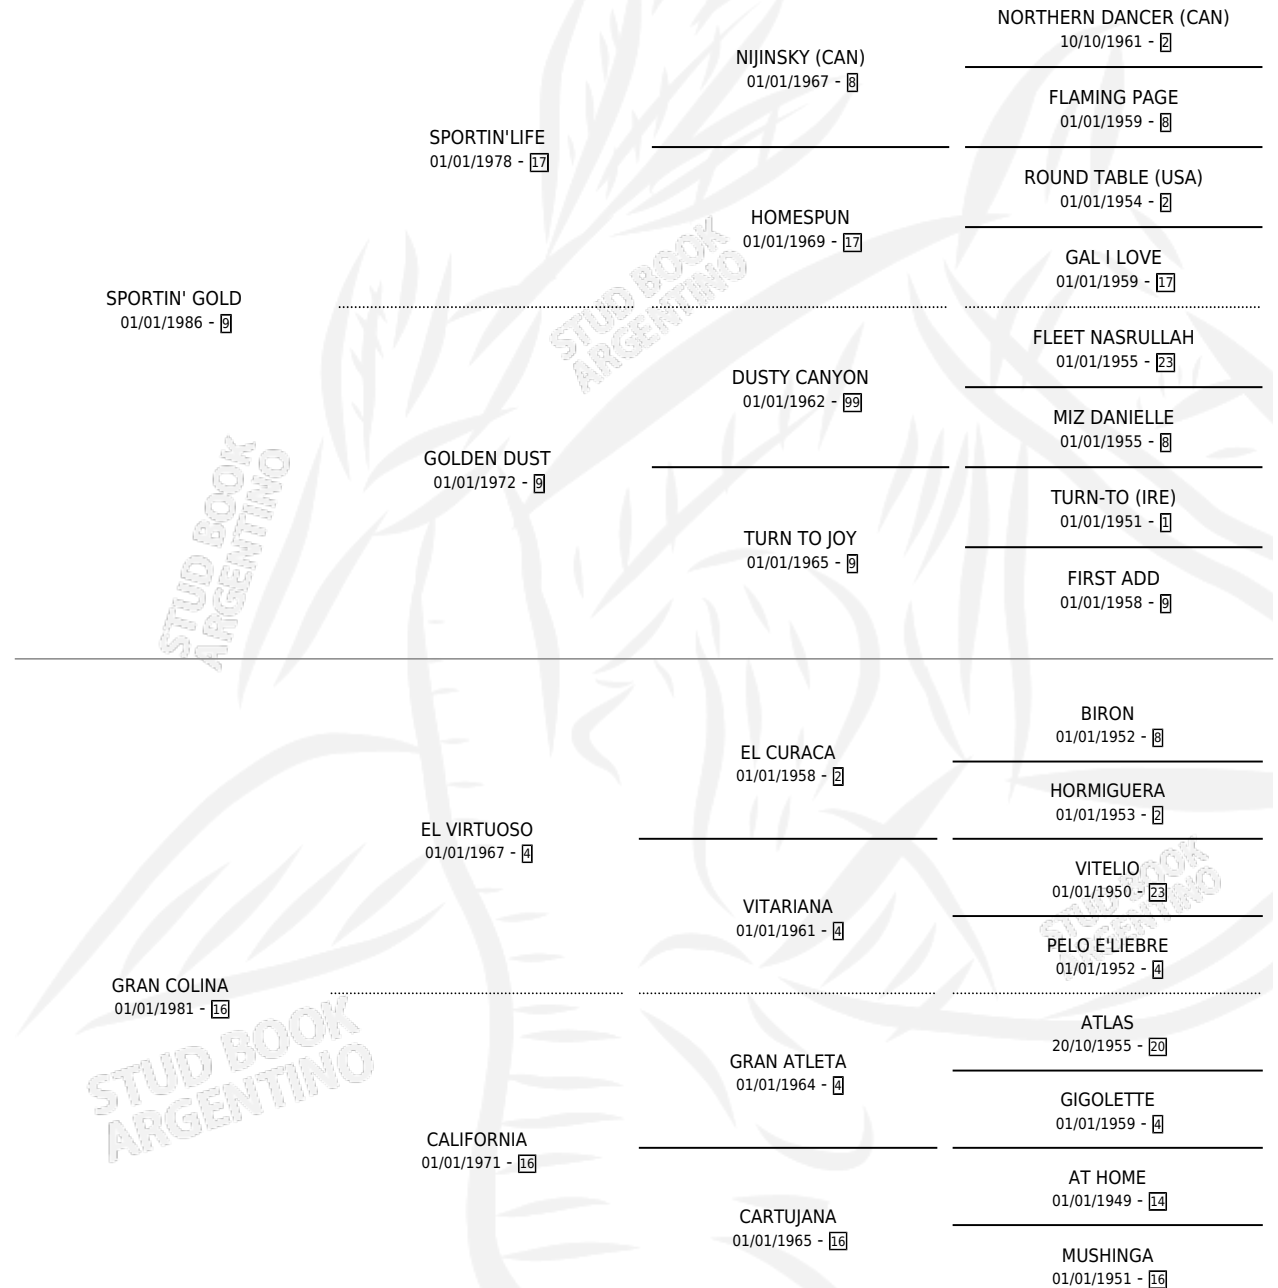 NORTHERN DANCER (CAN)
10/10/1961 - 2
NIJINSKY (CAN)
01/01/1967 - 8
FLAMING PAGE
01/01/1959 - 8
SPORTIN'LIFE
01/01/1978 - 17
ROUND TABLE (USA)
01/01/1954 - 2
HOMESPUN
01/01/1969 - 17
GAL I LOVE
01/01/1959 - 17
SPORTIN' GOLD
01/01/1986 - 9
STUD BOOK
ARGENTINO
FLEET NASRULLAH
01/01/1955 - 23
DUSTY CANYON
01/01/1962 - 99
MIZ DANIELLE
01/01/1955 - 8
GOLDEN DUST
01/01/1972 - 9
TURN-TO (IRE)
01/01/1951 - 1
TURN TO JOY
01/01/1965 - 9
FIRST ADD
01/01/1958 - 9
STUD BOOK
ARGENTINO
BIRON
01/01/1952 - 8
EL CURACA
01/01/1958 - 2
HORMIGUERA
01/01/1953 - 2
EL VIRTUOSO
01/01/1967 - 4
VITELIO
01/01/1950 - 23
VITARIANA
01/01/1961 - 4
STUD BOOK
ARGENTINO
PELO E'LIEBRE
01/01/1952 - 4
GRAN COLINA
01/01/1981 - 16
STUD BOOK
ARGENTINO
ATLAS
20/10/1955 - 20
GRAN ATLETA
01/01/1964 - 4
GIGOLETTE
01/01/1959 - 4
CALIFORNIA
01/01/1971 - 16
AT HOME
01/01/1949 - 14
CARTUJANA
01/01/1965 - 16
MUSHINGA
01/01/1951 - 16